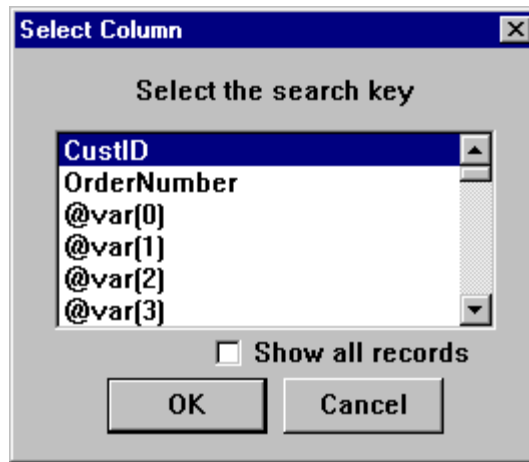 Select Column
Select the search key
CustID
OrderNumber
@var(0)
@var(1)
@var(2)
@var(3)
Show all records
OK Cancel